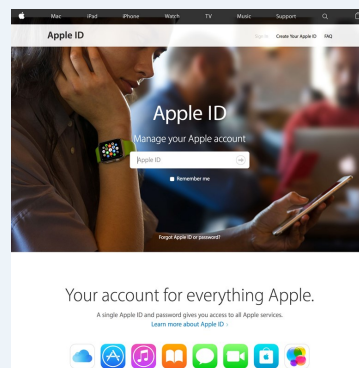 Mac iPad iPhone Watch TV Music Support
Apple ID
Sign In Create Your Apple ID FAQ
Apple ID
Manage your Apple account
Apple ID
Remember me
Forgot Apple ID or password?
Your account for everything Apple.
A single Apple ID and password gives you access to all Apple services.
Learn more about Apple ID